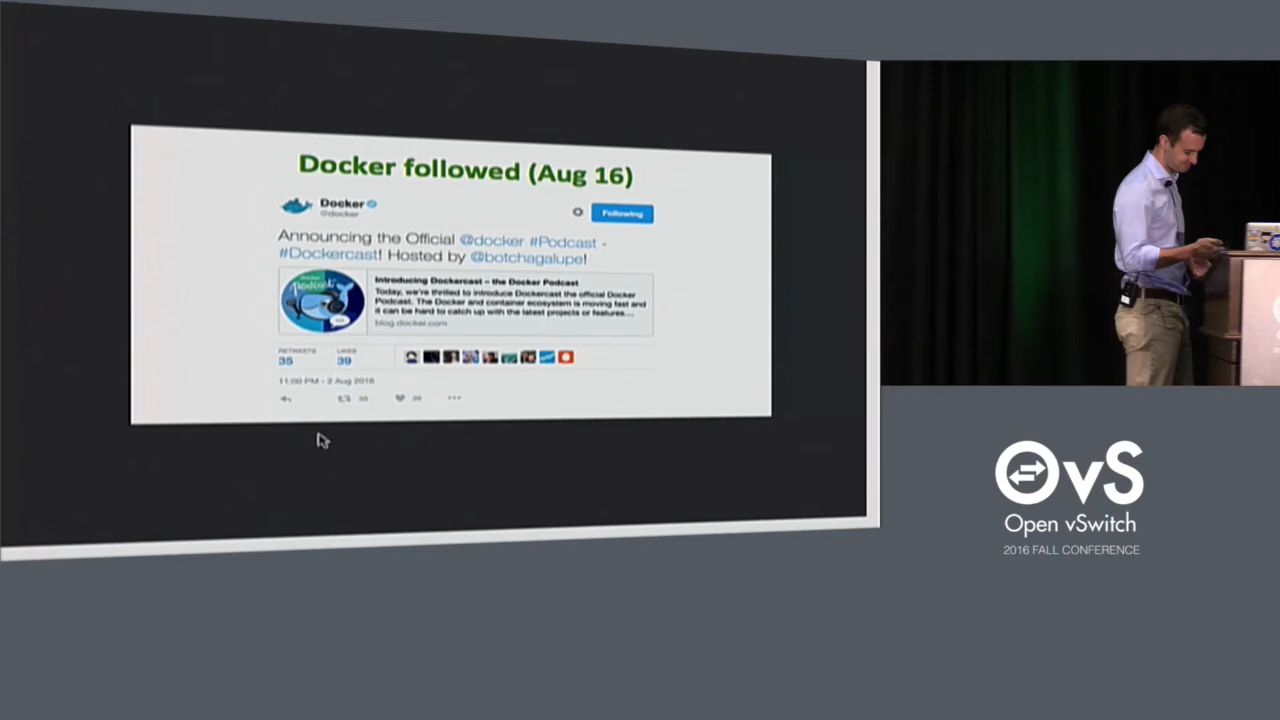 Docker followed (Aug 16)
Docker
@docker
Following
Announcing the Official @docker #Podcast -
#Dockercast! Hosted by @botchagalupe!
Podcast
Introducing Dockercast – the Docker Podcast
Today, we're thrilled to introduce Dockercast the official Docker
Podcast. The Docker and container ecosystem is moving fast and
it can be hard to catch up with the latest projects or features....
blog.docker.com
RETWEETS LIKES
35 39
11:00 PM - 2 Aug 2016
OvS
Open vSwitch
2016 FALL CONFERENCE